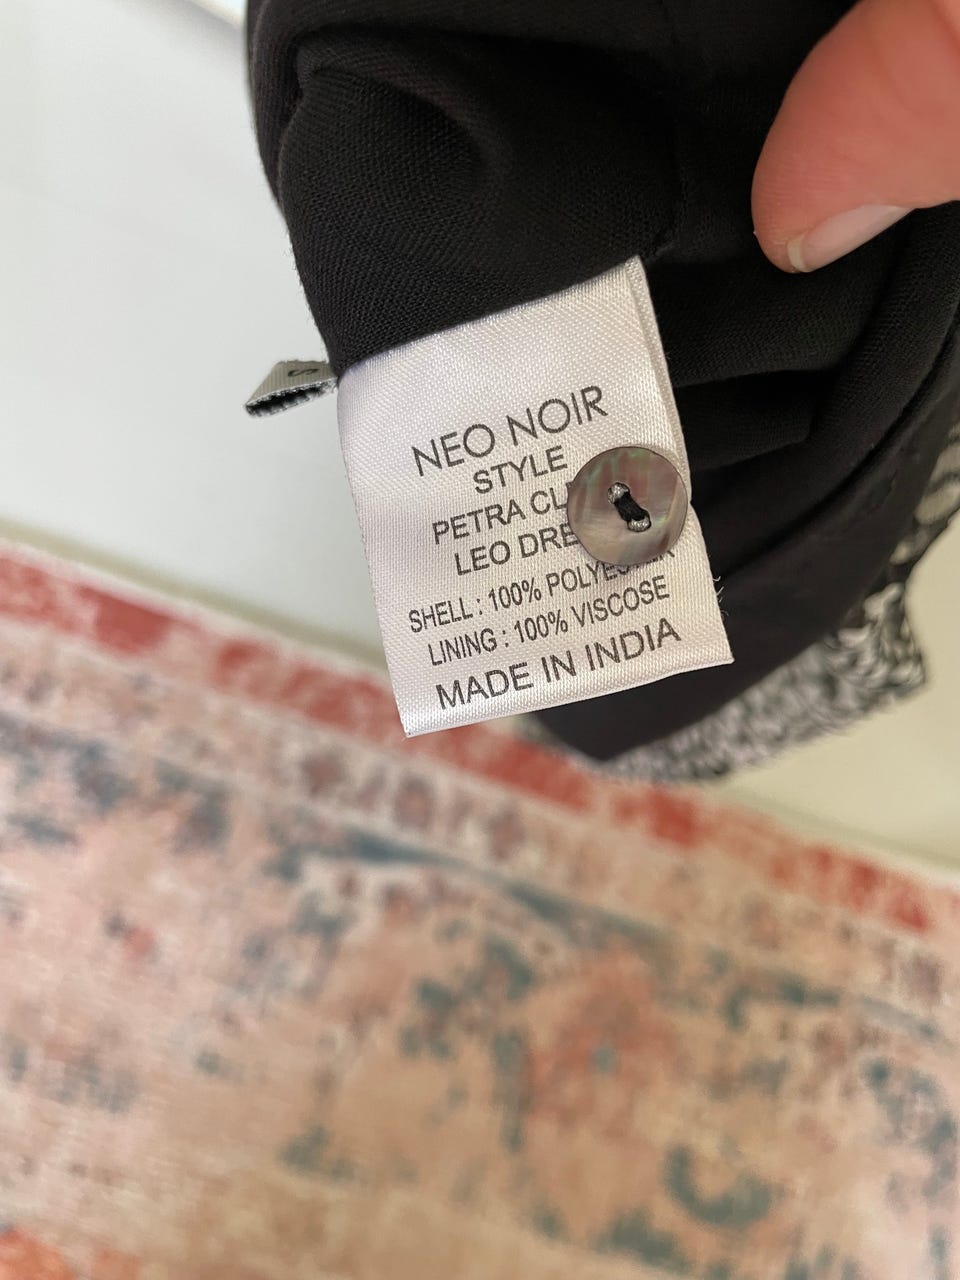 S
NEO NOIR
STYLE
PETRA
LEO
SHELL : 100% POLYESTER
LINING : 100% VISCOSE
MADE IN INDIA